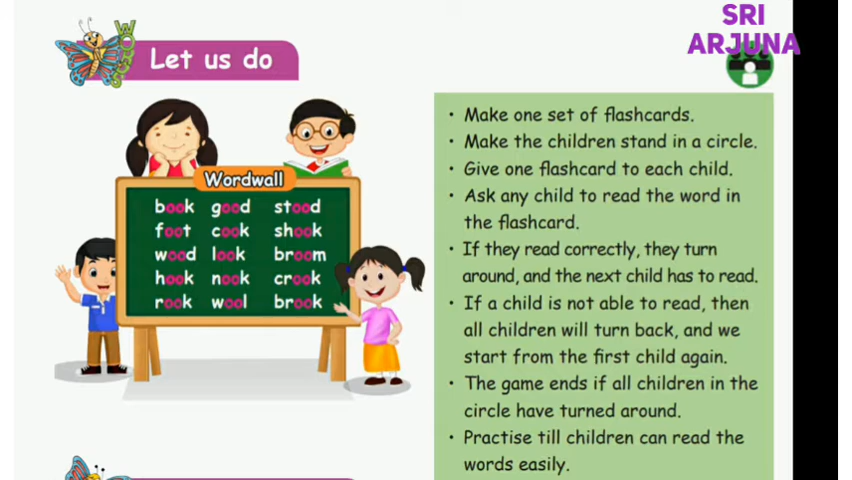 SRI
ARJUNA
WORDS
Let us do
Wordwall
book good stood
foot cook shook
wood look broom
hook nook crook
rook wool brook
• Make one set of flashcards.
• Make the children stand in a circle.
• Give one flashcard to each child.
• Ask any child to read the word in
the flashcard.
• If they read correctly, they turn
around, and the next child has to read.
• If a child is not able to read, then
all children will turn back, and we
start from the first child again.
• The game ends if all children in the
circle have turned around.
• Practise till children can read the
words easily.